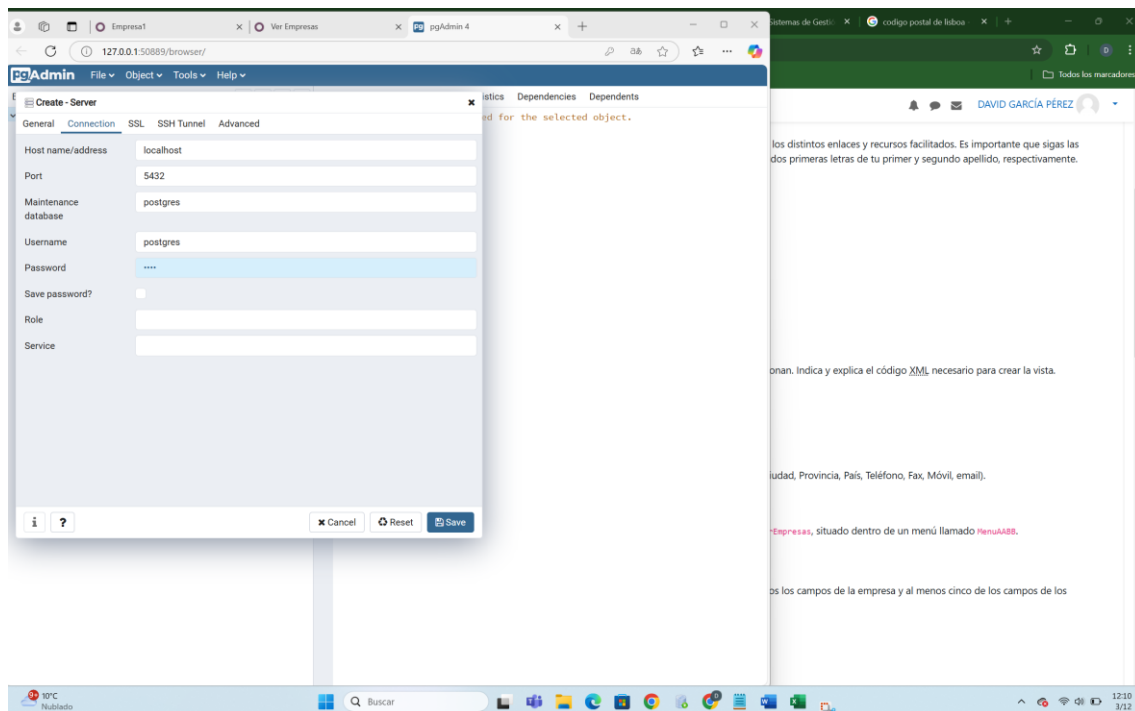 Empresa1
Ver Empresas
pgAdmin 4
127.0.0.1:50889/browser/
pgAdmin File Object Tools Help
Create - Server
General Connection SSL SSH Tunnel Advanced
Host name/address localhost
Port 5432
Maintenance database postgres
Username postgres
Password ····
Save password?
Role
Service
i ? Cancel Reset Save
istics Dependencies Dependents
ed for the selected object.
Sistemas de Gestió
codigo postal de lisboa
D
Todos los marcadores
DAVID GARCÍA PÉREZ
los distintos enlaces y recursos facilitados. Es importante que sigas las
dos primeras letras de tu primer y segundo apellido, respectivamente.
onan. Indica y explica el código XML necesario para crear la vista.
iudad, Provincia, País, Teléfono, Fax, Móvil, email).
rEmpresas, situado dentro de un menú llamado MenuAABB.
os los campos de la empresa y al menos cinco de los campos de los
9+
10°C
Nublado
Buscar
12:10
3/12